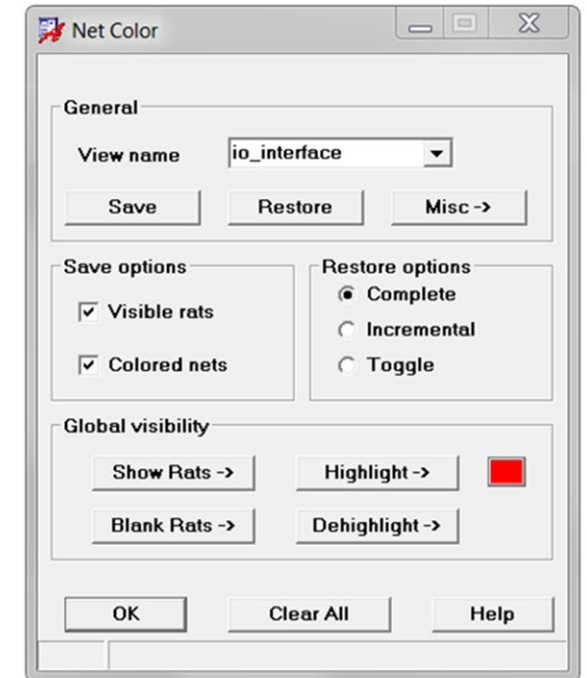 Net Color
General
View name io_interface
Save Restore Misc ->
Save options Restore options
Visible rats Complete
Colored nets Incremental
Toggle
Global visibility
Show Rats -> Highlight ->
Blank Rats -> Dehighlight ->
OK Clear All Help